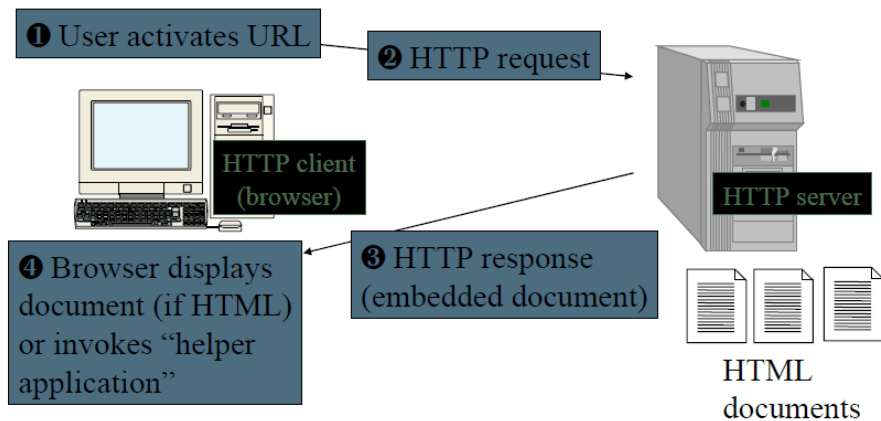 ❶ User activates URL
❷ HTTP request
HTTP client
(browser)
HTTP server
❸ HTTP response
(embedded document)
❹ Browser displays
document (if HTML)
or invokes “helper
application”
HTML
documents